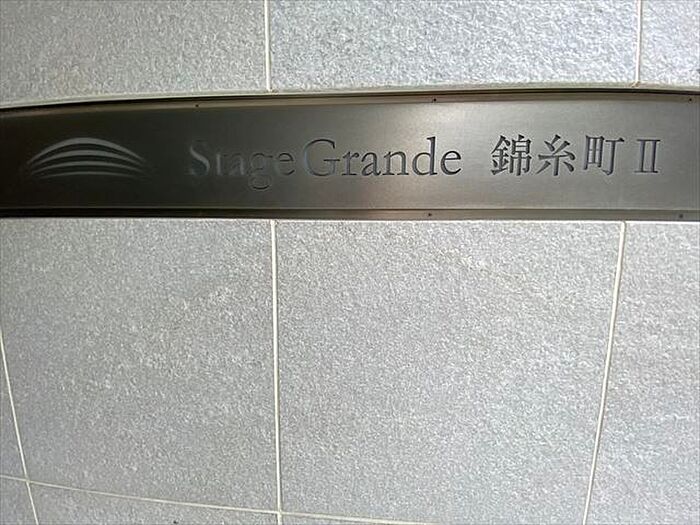 Stage Grande 錦糸町 II